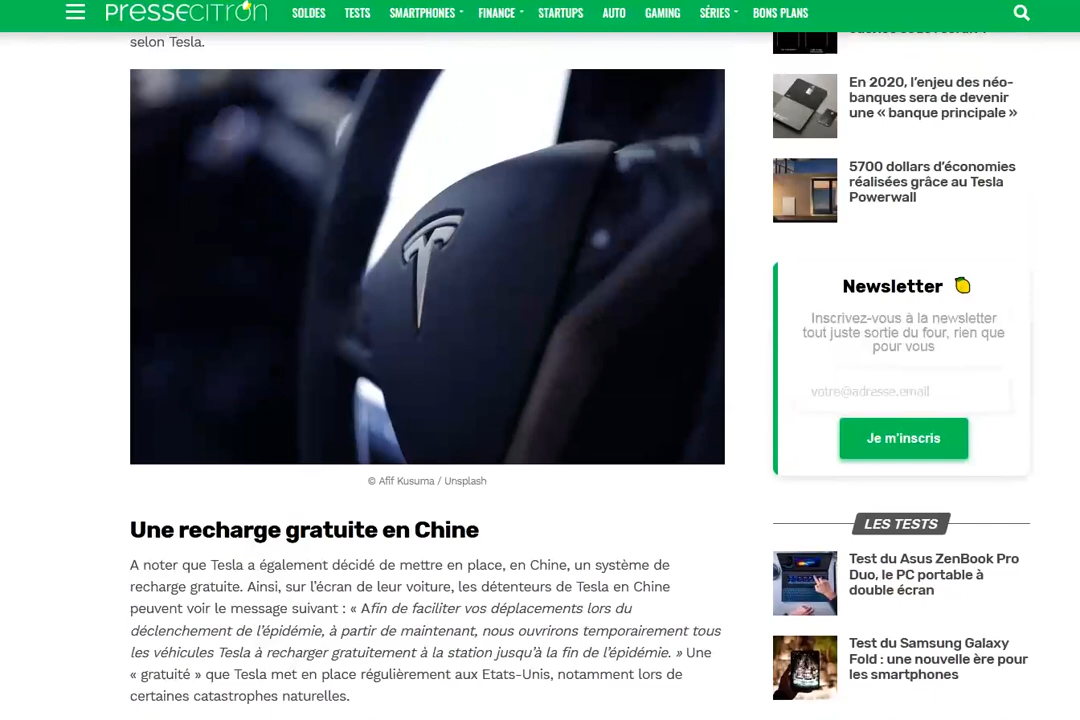 PRESSECITRON
SOLDES TESTS SMARTPHONES FINANCE STARTUPS AUTO GAMING SÉRIES BONS PLANS
selon Tesla.
© Afif Kusuma / Unsplash
Une recharge gratuite en Chine
A noter que Tesla a également décidé de mettre en place, en Chine, un système de
recharge gratuite. Ainsi, sur l’écran de leur voiture, les détenteurs de Tesla en Chine
peuvent voir le message suivant : « Afin de faciliter vos déplacements lors du
déclenchement de l’épidémie, à partir de maintenant, nous ouvrirons temporairement tous
les véhicules Tesla à recharger gratuitement à la station jusqu’à la fin de l’épidémie. » Une
« gratuité » que Tesla met en place régulièrement aux Etats-Unis, notamment lors de
certaines catastrophes naturelles.
En 2020, l’enjeu des néo-
banques sera de devenir
une « banque principale »
5700 dollars d’économies
réalisées grâce au Tesla
Powerwall
Newsletter
Inscrivez-vous à la newsletter
tout juste sortie du four, rien que
pour vous
votre@adresse.email
Je m'inscris
LES TESTS
Test du Asus ZenBook Pro
Duo, le PC portable à
double écran
Test du Samsung Galaxy
Fold : une nouvelle ère pour
les smartphones